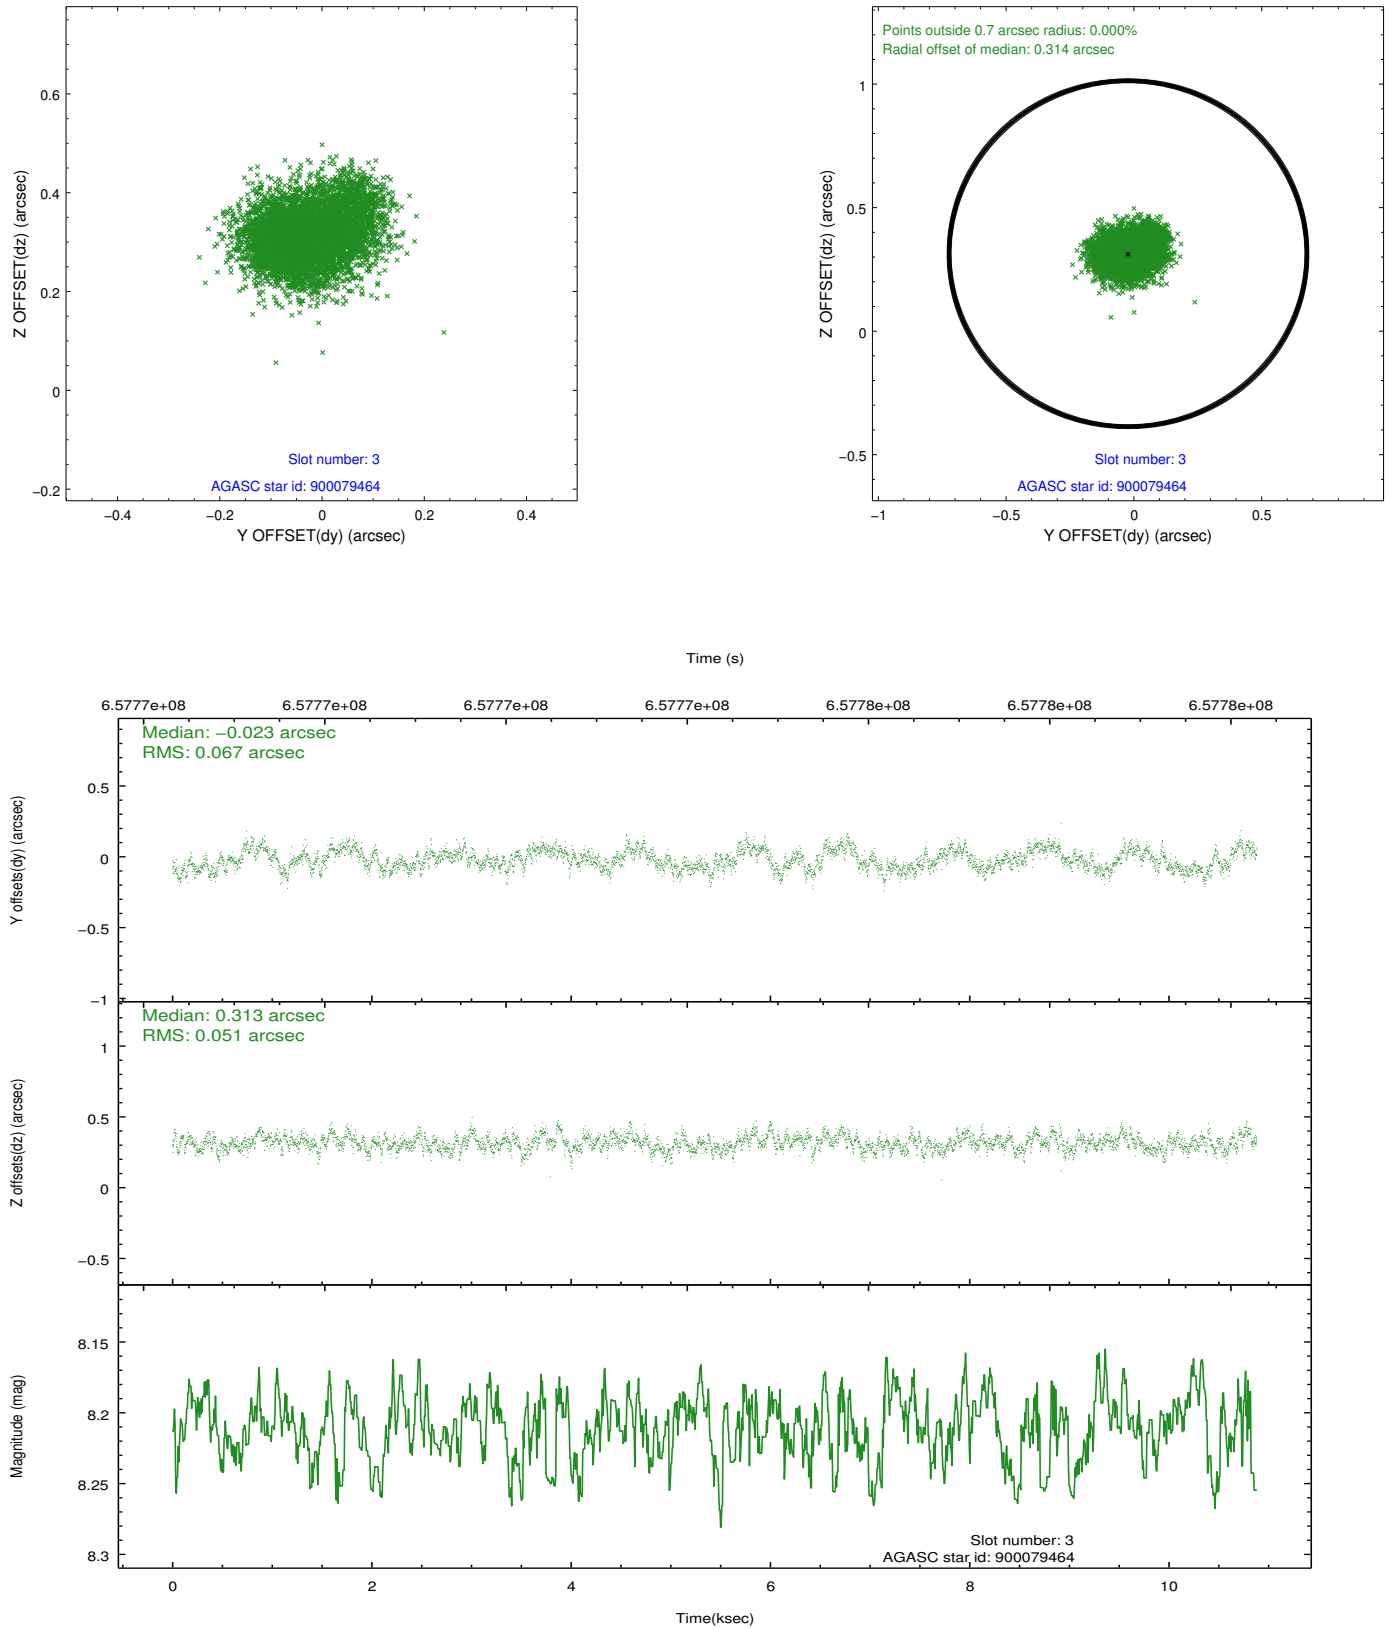 0.6
0.4
0.2
0
−0.2
Z OFFSET(dz) (arcsec)
Slot number: 3
AGASC star id: 900079464
−0.4
−0.2
0
0.2
0.4
Y OFFSET(dy) (arcsec)
Points outside 0.7 arcsec radius: 0.000%
Radial offset of median: 0.314 arcsec
1
0.5
0
−0.5
Z OFFSET(dz) (arcsec)
Slot number: 3
AGASC star id: 900079464
−1
−0.5
0
0.5
Y OFFSET(dy) (arcsec)
Time (s)
6.5777e+08
6.5777e+08
6.5777e+08
6.5777e+08
6.5778e+08
6.5778e+08
6.5778e+08
Median: −0.023 arcsec
RMS: 0.067 arcsec
0.5
0
−0.5
−1
Y offsets(dy) (arcsec)
Median: 0.313 arcsec
RMS: 0.051 arcsec
1
0.5
0
−0.5
Z offsets(dz) (arcsec)
8.15
8.2
8.25
8.3
Magnitude (mag)
Slot number: 3
AGASC star id: 900079464
0
2
4
6
8
10
Time(ksec)